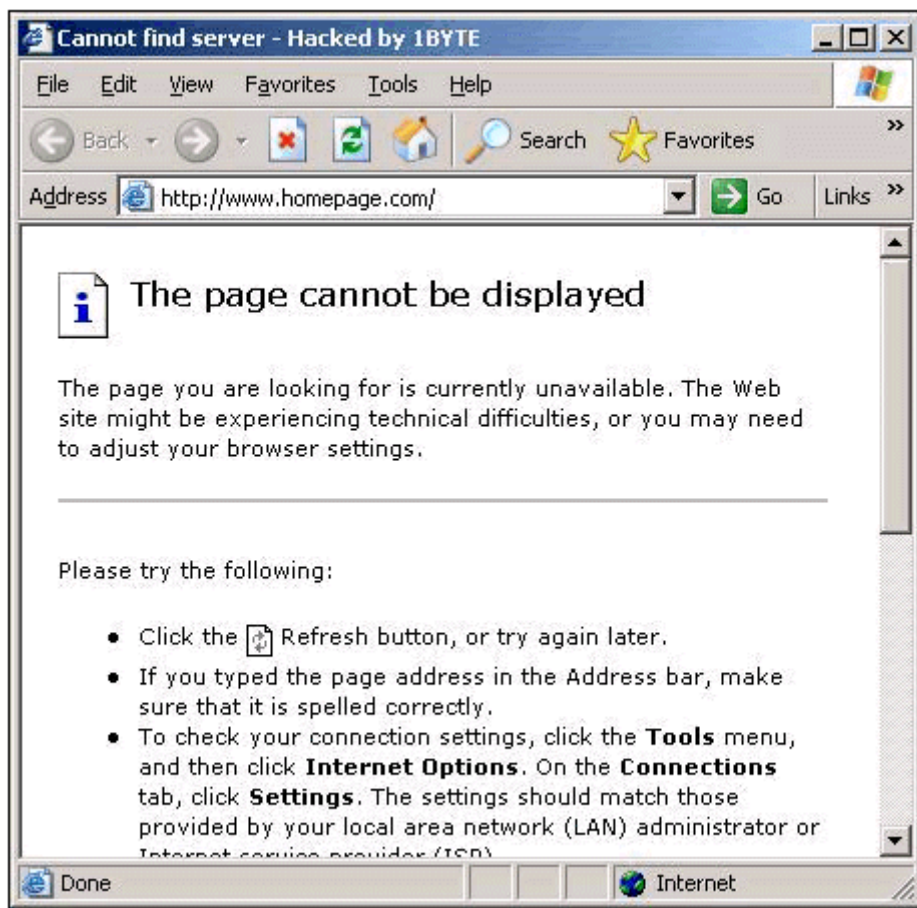 Cannot find server - Hacked by 1BYTE
File Edit View Favorites Tools Help
Back Search Favorites »
Address http://www.homepage.com/ Go Links »
The page cannot be displayed
The page you are looking for is currently unavailable. The Web
site might be experiencing technical difficulties, or you may need
to adjust your browser settings.
Please try the following:
• Click the Refresh button, or try again later.
• If you typed the page address in the Address bar, make
sure that it is spelled correctly.
• To check your connection settings, click the Tools menu,
and then click Internet Options. On the Connections
tab, click Settings. The settings should match those
provided by your local area network (LAN) administrator or
Internet service provider (ISP)
Done Internet